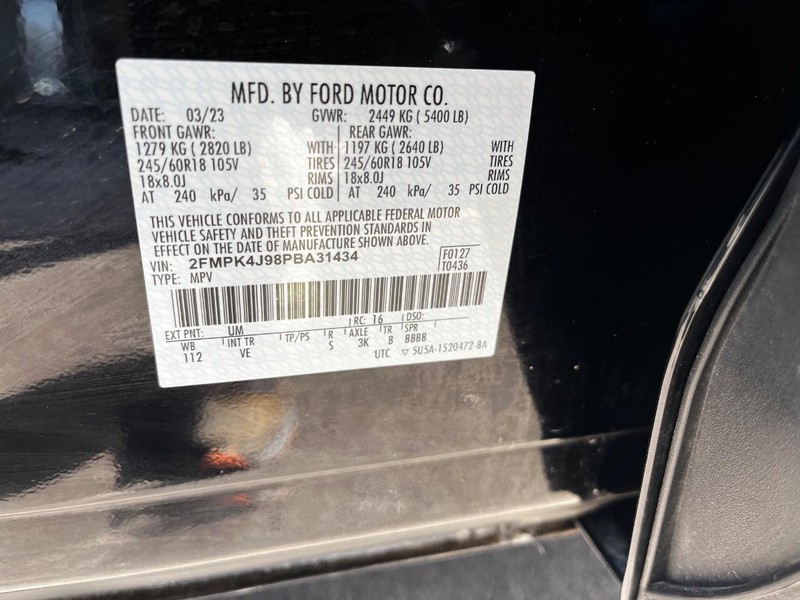 MFD. BY FORD MOTOR CO.
DATE: 03/23 GVWR: 2449 KG ( 5400 LB)
FRONT GAWR: REAR GAWR:
1279 KG ( 2820 LB) WITH 1197 KG ( 2640 LB) WITH
245/60R18 105V TIRES 245/60R18 105V TIRES
18x8.0J RIMS 18x8.0J RIMS
AT 240 kPa/ 35 PSI COLD AT 240 kPa/ 35 PSI COLD
THIS VEHICLE CONFORMS TO ALL APPLICABLE FEDERAL MOTOR
VEHICLE SAFETY AND THEFT PREVENTION STANDARDS IN
EFFECT ON THE DATE OF MANUFACTURE SHOWN ABOVE.
VIN: 2FMPK4J98PBA31434 F0127
TYPE: MPV T0436
EXT PNT: UM RC: 16 DSO:
WB INT TR TP/PS R AXLE TR SPR
112 VE S 3K 8 BBBB
UTC ▽ 5U5A-1520472-BA